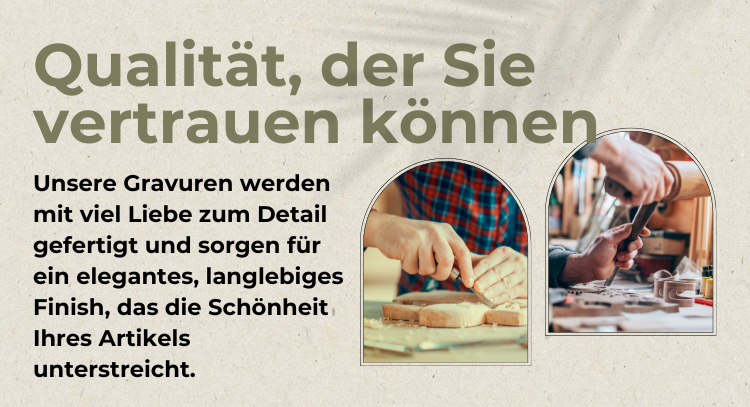 Qualität, der Sie
vertrauen können
Unsere Gravuren werden
mit viel Liebe zum Detail
gefertigt und sorgen für
ein elegantes, langlebiges
Finish, das die Schönheit
Ihres Artikels
unterstreicht.